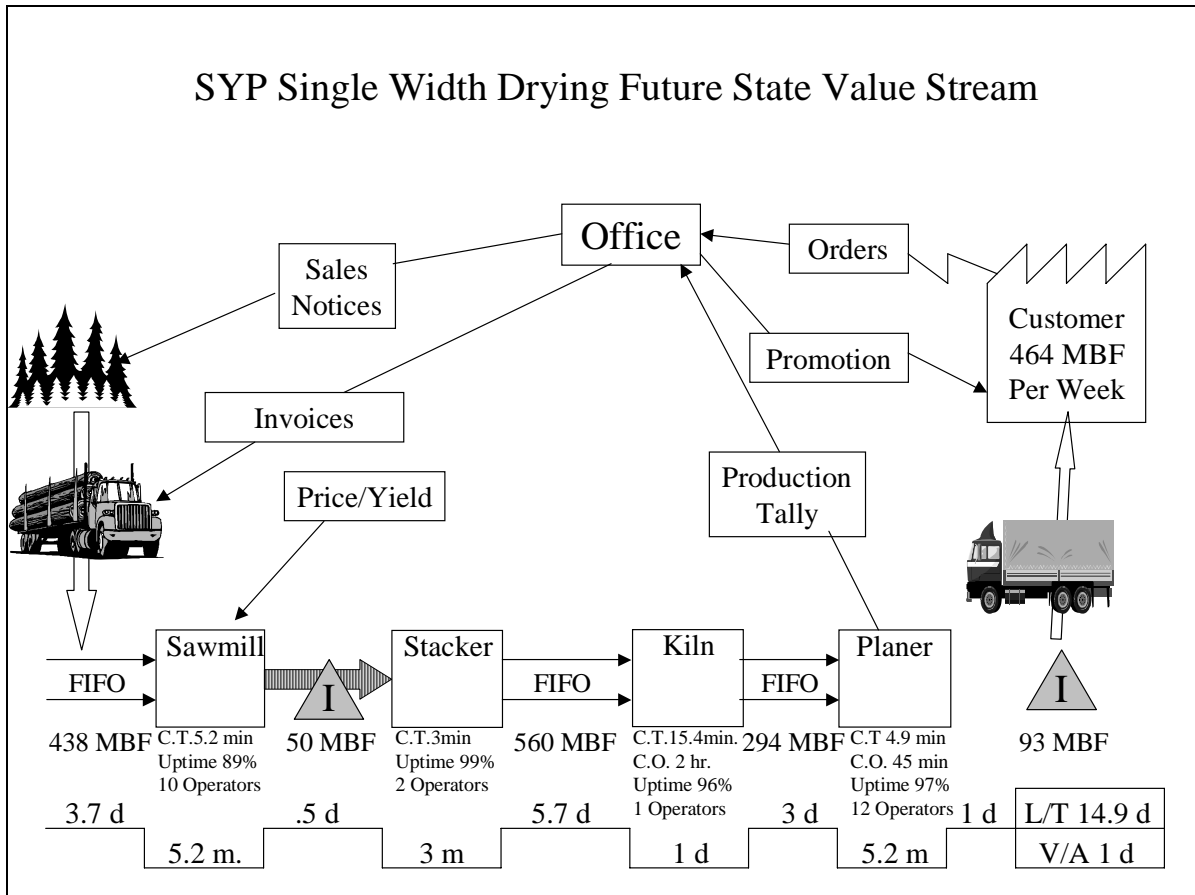 SYP Single Width Drying Future State Value Stream
Office
Orders
Sales
Notices
Customer
464 MBF
Per Week
Promotion
Invoices
Production
Tally
Price/Yield
Sawmill
Stacker
Kiln
Planer
FIFO
I
FIFO
FIFO
I
438 MBF
C.T.5.2 min
Uptime 89%
10 Operators
50 MBF
C.T.3min
Uptime 99%
2 Operators
560 MBF
C.T.15.4min.
C.O. 2 hr.
Uptime 96%
1 Operators
294 MBF
C.T 4.9 min
C.O. 45 min
Uptime 97%
12 Operators
93 MBF
3.7 d
.5 d
5.7 d
3 d
1 d
L/T 14.9 d
5.2 m.
3 m
1 d
5.2 m
V/A 1 d